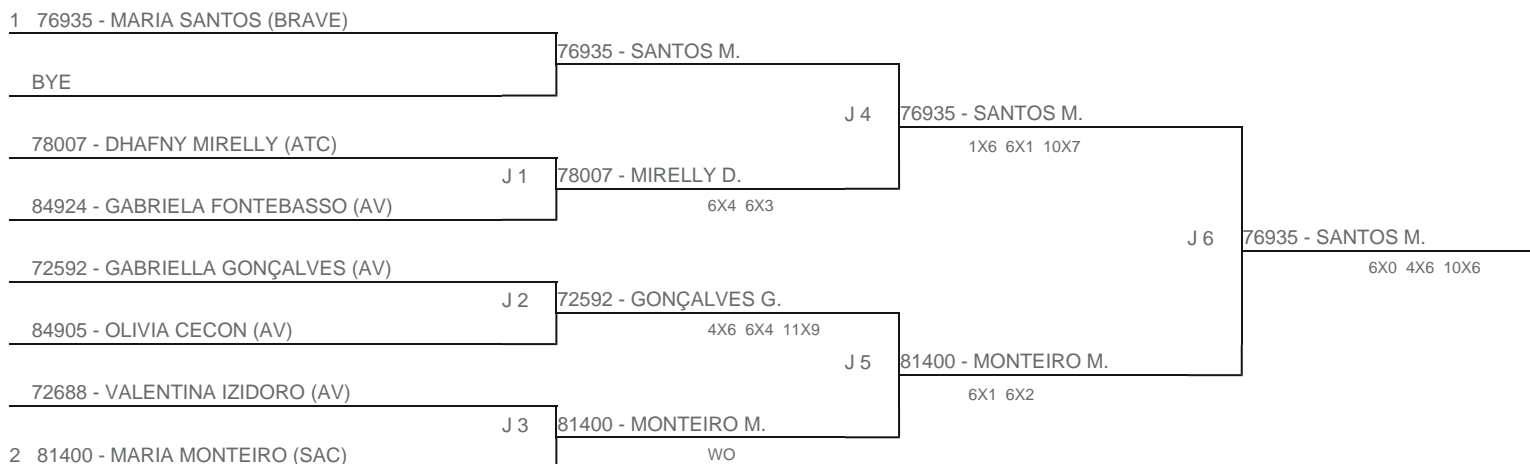 1 76935 - MARIA SANTOS (BRAVE)
76935 - SANTOS M.
BYE
J 4
76935 - SANTOS M.
1X6 6X1 10X7
78007 - DHAFNY MIRELLY (ATC)
J 1
78007 - MIRELLY D.
6X4 6X3
84924 - GABRIELA FONTEBASSO (AV)
J 6
76935 - SANTOS M.
6X0 4X6 10X6
72592 - GABRIELLA GONÇALVES (AV)
J 2
72592 - GONÇALVES G.
4X6 6X4 11X9
84905 - OLIVIA CECON (AV)
J 5
81400 - MONTEIRO M.
6X1 6X2
72688 - VALENTINA IZIDORO (AV)
J 3
81400 - MONTEIRO M.
WO
2 81400 - MARIA MONTEIRO (SAC)